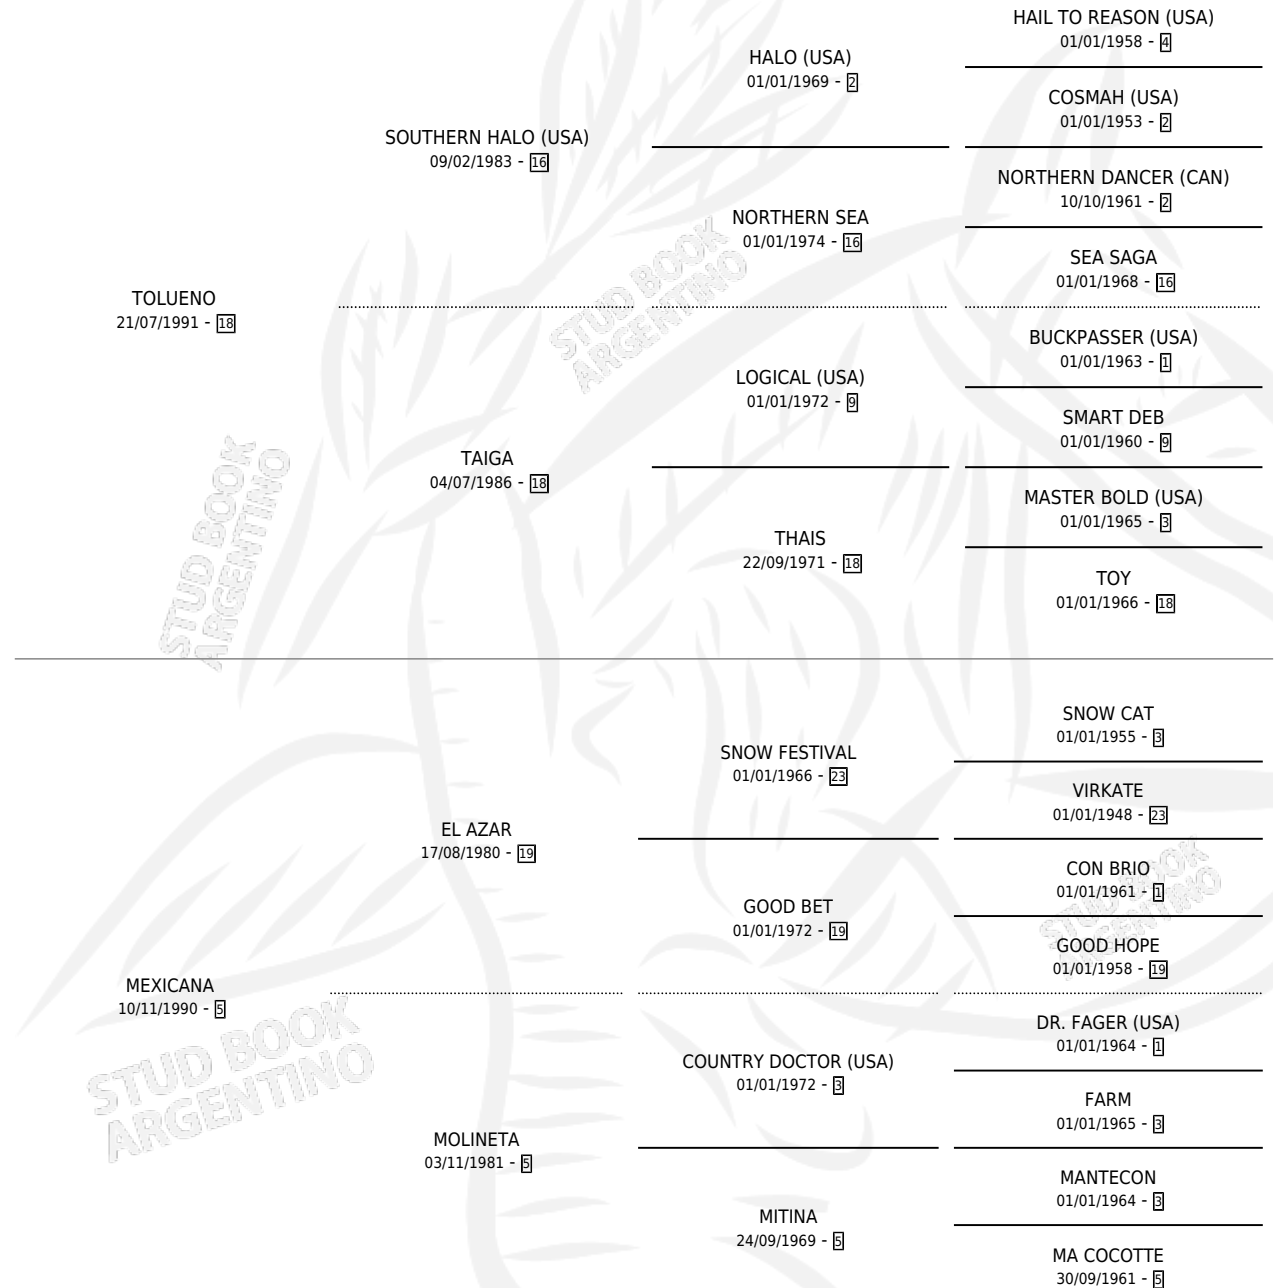 HAIL TO REASON (USA)
01/01/1958 - 4
HALO (USA)
01/01/1969 - 2
COSMAH (USA)
01/01/1953 - 2
SOUTHERN HALO (USA)
09/02/1983 - 16
NORTHERN DANCER (CAN)
10/10/1961 - 2
NORTHERN SEA
01/01/1974 - 16
SEA SAGA
01/01/1968 - 16
TOLUENO
21/07/1991 - 18
BUCKPASSER (USA)
01/01/1963 - 1
LOGICAL (USA)
01/01/1972 - 9
SMART DEB
01/01/1960 - 9
TAIGA
04/07/1986 - 18
MASTER BOLD (USA)
01/01/1965 - 3
THAIS
22/09/1971 - 18
TOY
01/01/1966 - 18
STUD BOOK
ARGENTINO
STUD BOOK
ARGENTINO
SNOW CAT
01/01/1955 - 3
SNOW FESTIVAL
01/01/1966 - 23
VIRKATE
01/01/1948 - 23
EL AZAR
17/08/1980 - 19
CON BRIO
01/01/1961 - 1
GOOD BET
01/01/1972 - 19
GOOD HOPE
01/01/1958 - 19
STUD BOOK
ARGENTINO
MEXICANA
10/11/1990 - 5
DR. FAGER (USA)
01/01/1964 - 1
COUNTRY DOCTOR (USA)
01/01/1972 - 3
FARM
01/01/1965 - 3
MOLINETA
03/11/1981 - 5
MANTECON
01/01/1964 - 3
MITINA
24/09/1969 - 5
MA COCOTTE
30/09/1961 - 5
STUD BOOK
ARGENTINO